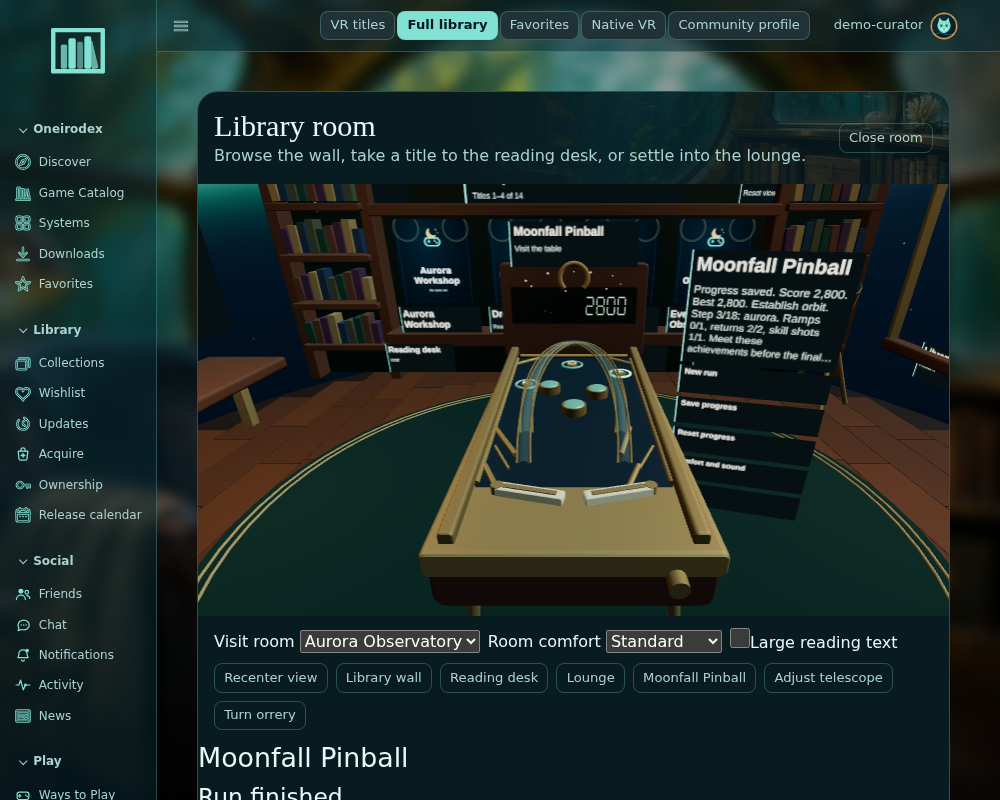 VR titles
Full library
Favorites
Native VR
Community profile
demo-curator
Oneirodex
Discover
Game Catalog
Systems
Downloads
Favorites
Library
Collections
Wishlist
Updates
Acquire
Ownership
Release calendar
Social
Friends
Chat
Notifications
Activity
News
Play
Ways to Play
Library room
Browse the wall, take a title to the reading desk, or settle into the lounge.
Close room
Titles 1–4 of 14
Reset view
Moonfall Pinball
Visit the table
Aurora
Workshop
Aurora
Workshop
Reading desk
2800
Moonfall Pinball
Progress saved. Score 2,800.
Best 2,800. Establish orbit.
Step 3/18: aurora. Ramps
0/1, returns 2/2, skill shots
1/1. Meet these
achievements before the final...
New run
Save progress
Reset progress
and sound
Visit room
Aurora Observatory
Room comfort
Standard
Large reading text
Recenter view
Library wall
Reading desk
Lounge
Moonfall Pinball
Adjust telescope
Turn orrery
Moonfall Pinball
Run finished